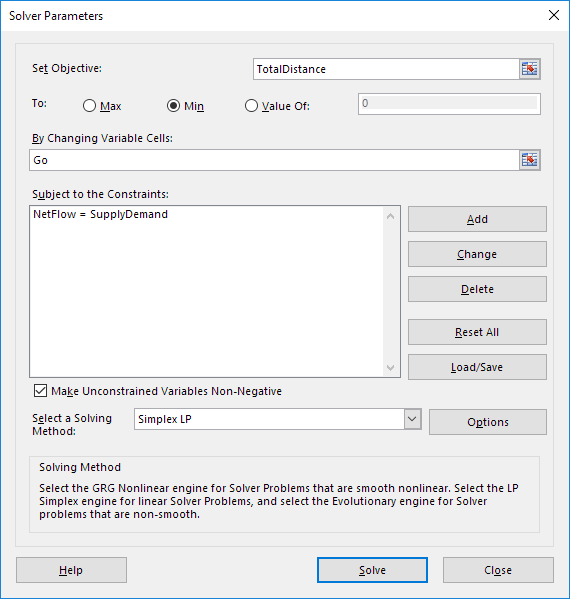 Solver Parameters
Set Objective:
TotalDistance
To:
Max
Min
Value Of:
0
By Changing Variable Cells:
Go
Subject to the Constraints:
NetFlow = SupplyDemand
Add
Change
Delete
Reset All
Load/Save
Make Unconstrained Variables Non-Negative
Select a Solving
Method:
Simplex LP
Options
Solving Method
Select the GRG Nonlinear engine for Solver Problems that are smooth nonlinear. Select the LP
Simplex engine for linear Solver Problems, and select the Evolutionary engine for Solver
problems that are non-smooth.
Help
Solve
Close